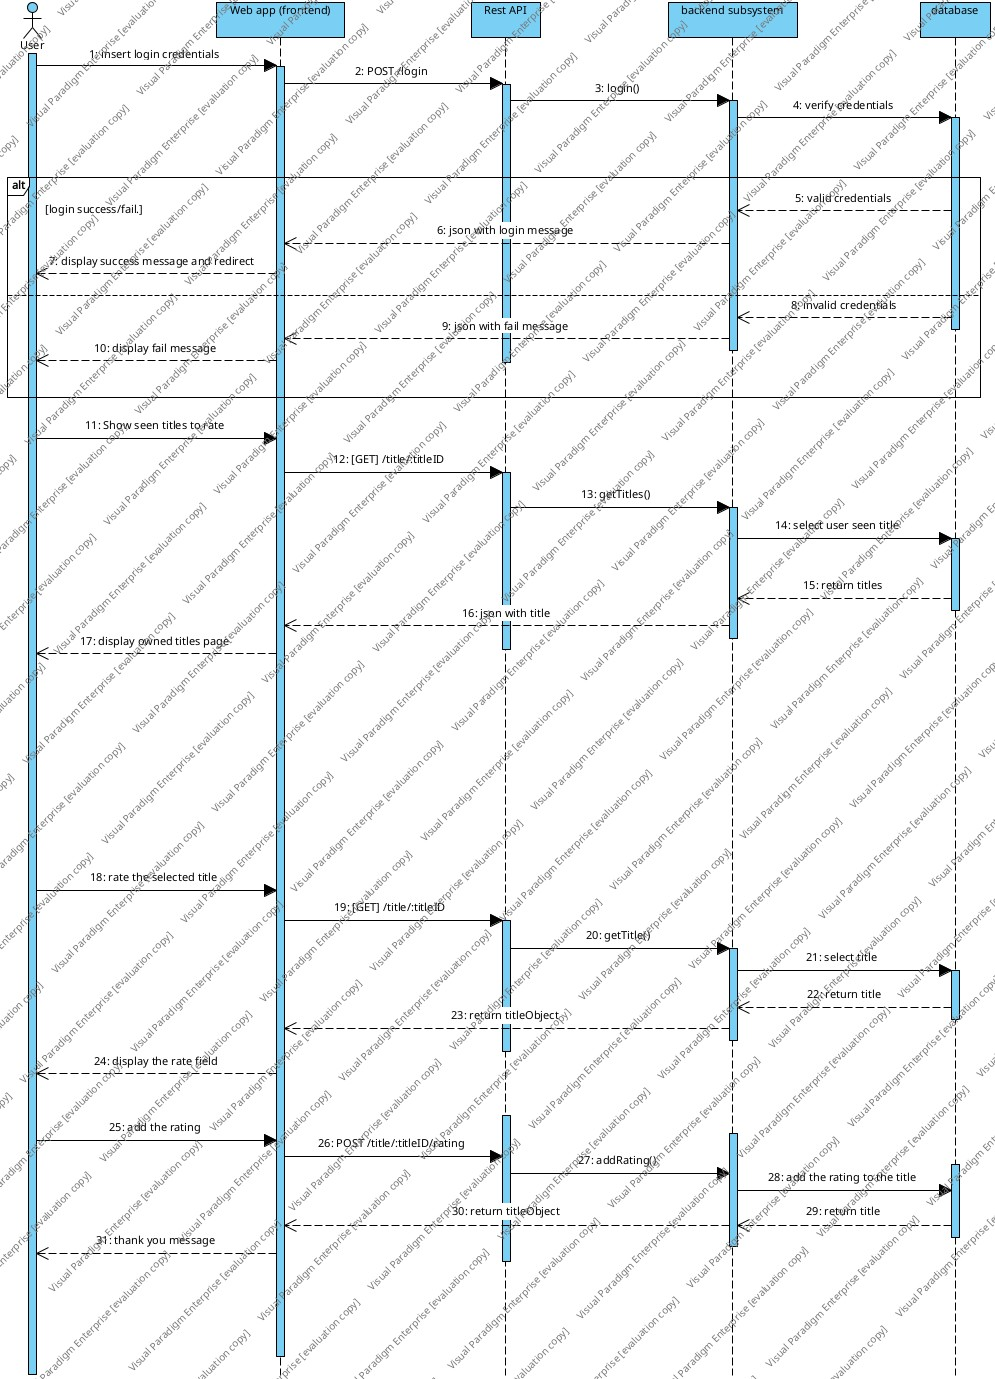 Web app (frontend)
Rest API
backend subsystem
database
User
1: insert login credentials
2: POST /login
3: login()
4: verify credentials
alt
[login success/fail.]
5: valid credentials
6: json with login message
7: display success message and redirect
8: invalid credentials
9: json with fail message
10: display fail message
11: Show seen titles to rate
12: [GET] /title/:titleID
13: getTitles()
14: select user seen title
15: return titles
16: json with title
17: display owned titles page
18: rate the selected title
19: [GET] /title/:titleID
20: getTitle()
21: select title
22: return title
23: return titleObject
24: display the rate field
25: add the rating
26: POST /title/:titleID/rating
27: addRating()
28: add the rating to the title
29: return title
30: return titleObject
31: thank you message
Visual Paradigm Enterprise [evaluation copy]